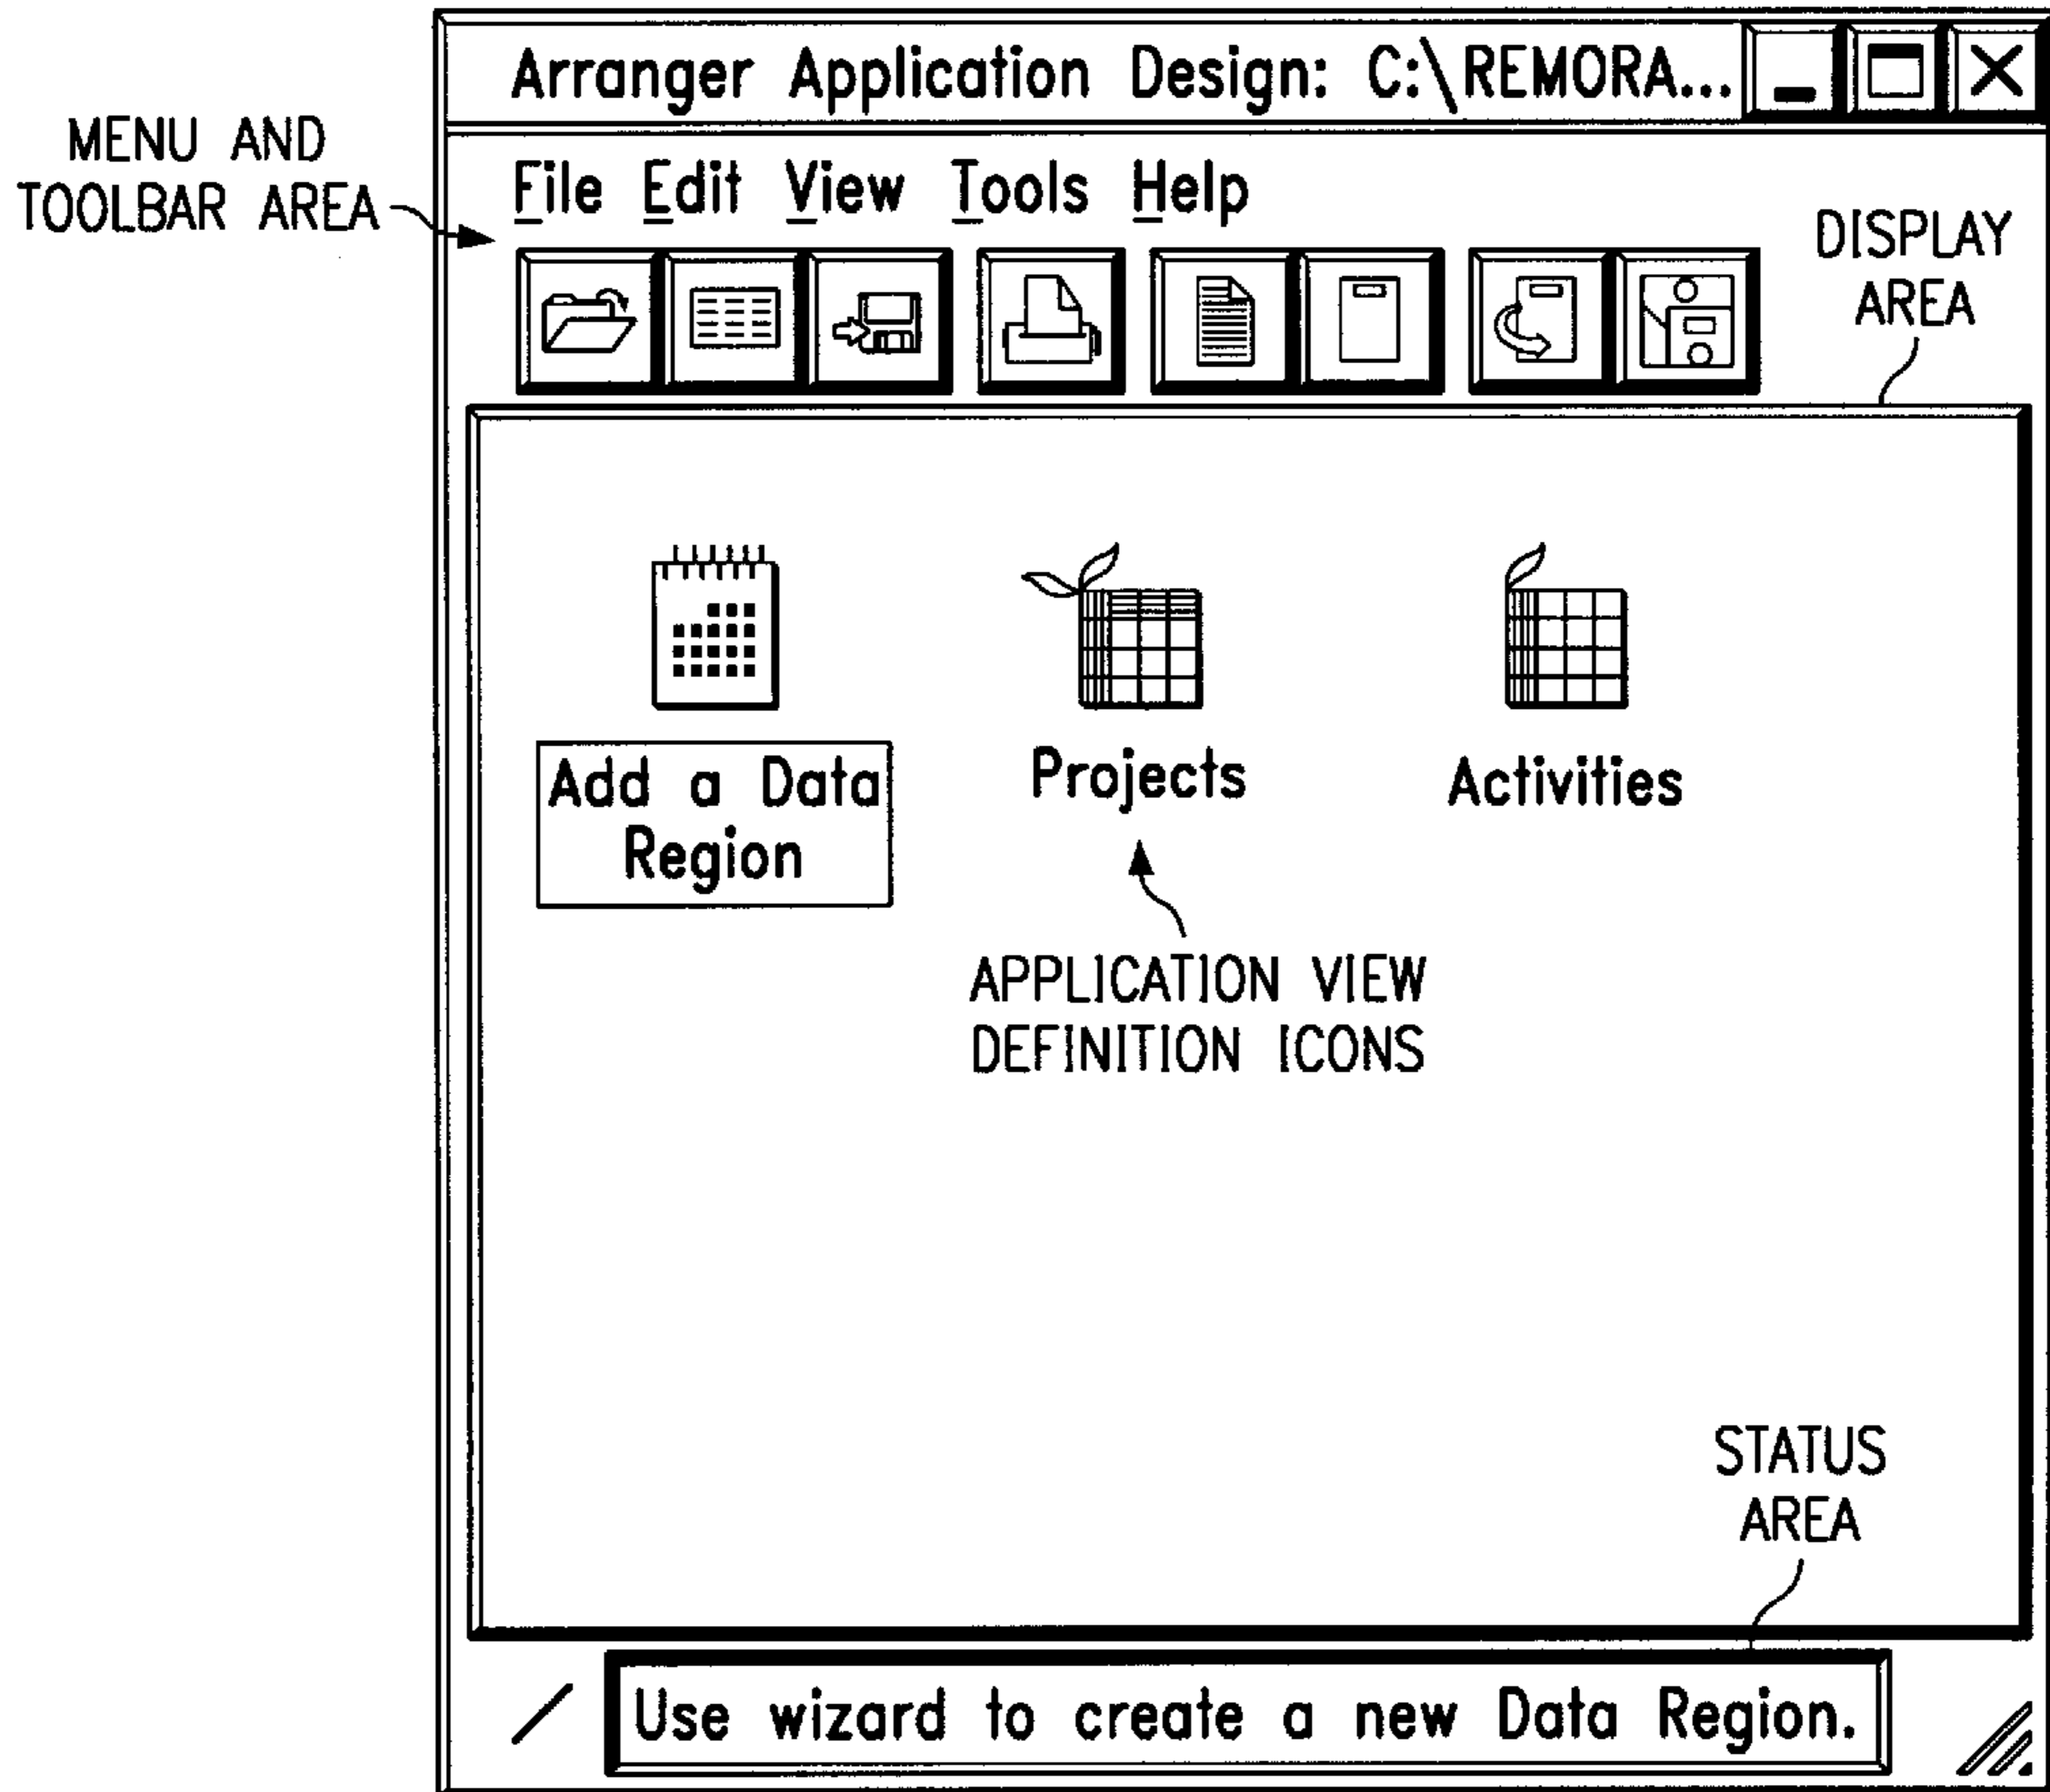 Arranger Application Design: C:\REMORA...
MENU AND
TOOLBAR AREA
File Edit View Tools Help
DISPLAY
AREA
Add a Data
Region
Projects
Activities
APPLICATION VIEW
DEFINITION ICONS
STATUS
AREA
Use wizard to create a new Data Region.